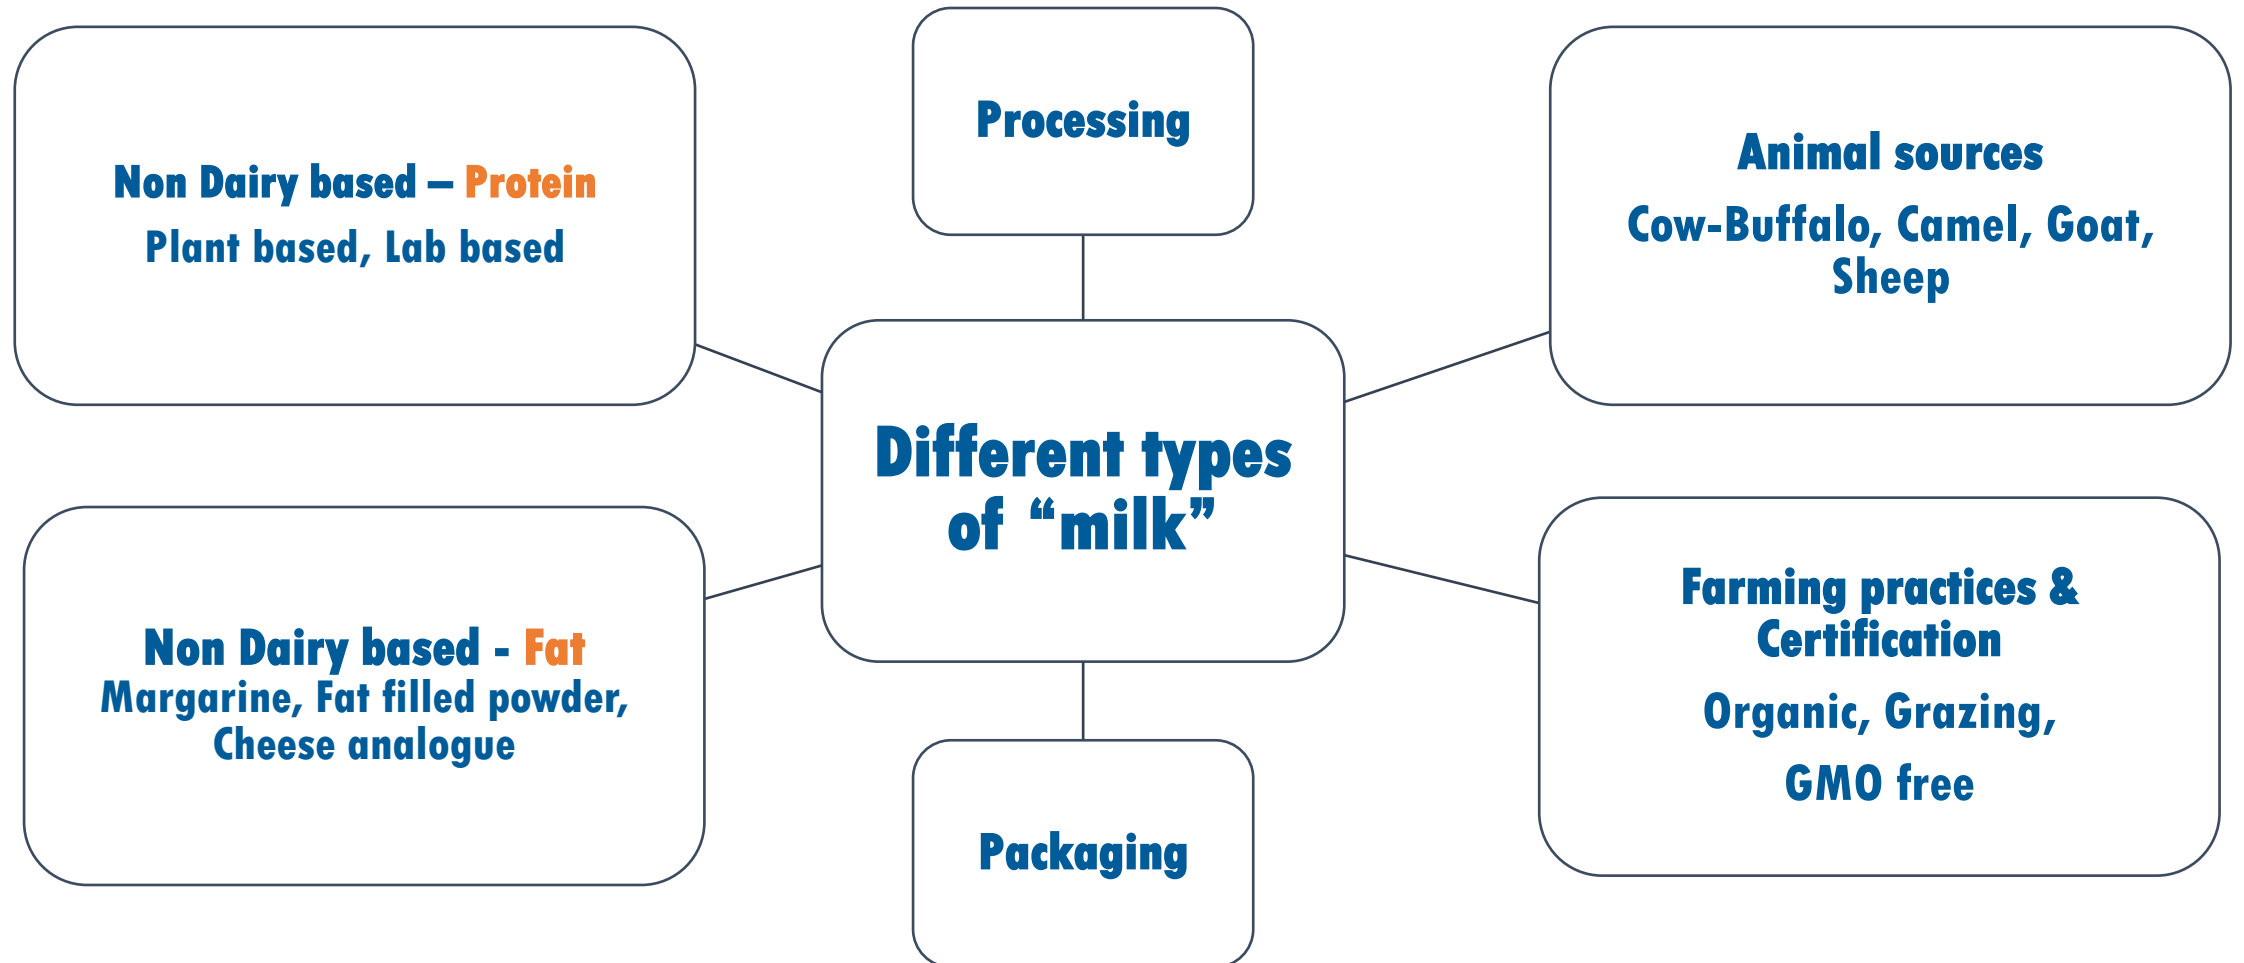 Processing
Non Dairy based – Protein
Plant based, Lab based
Animal sources
Cow-Buffalo, Camel, Goat,
Sheep
Different types
of “milk”
Non Dairy based - Fat
Margarine, Fat filled powder,
Cheese analogue
Farming practices &
Certification
Organic, Grazing,
GMO free
Packaging